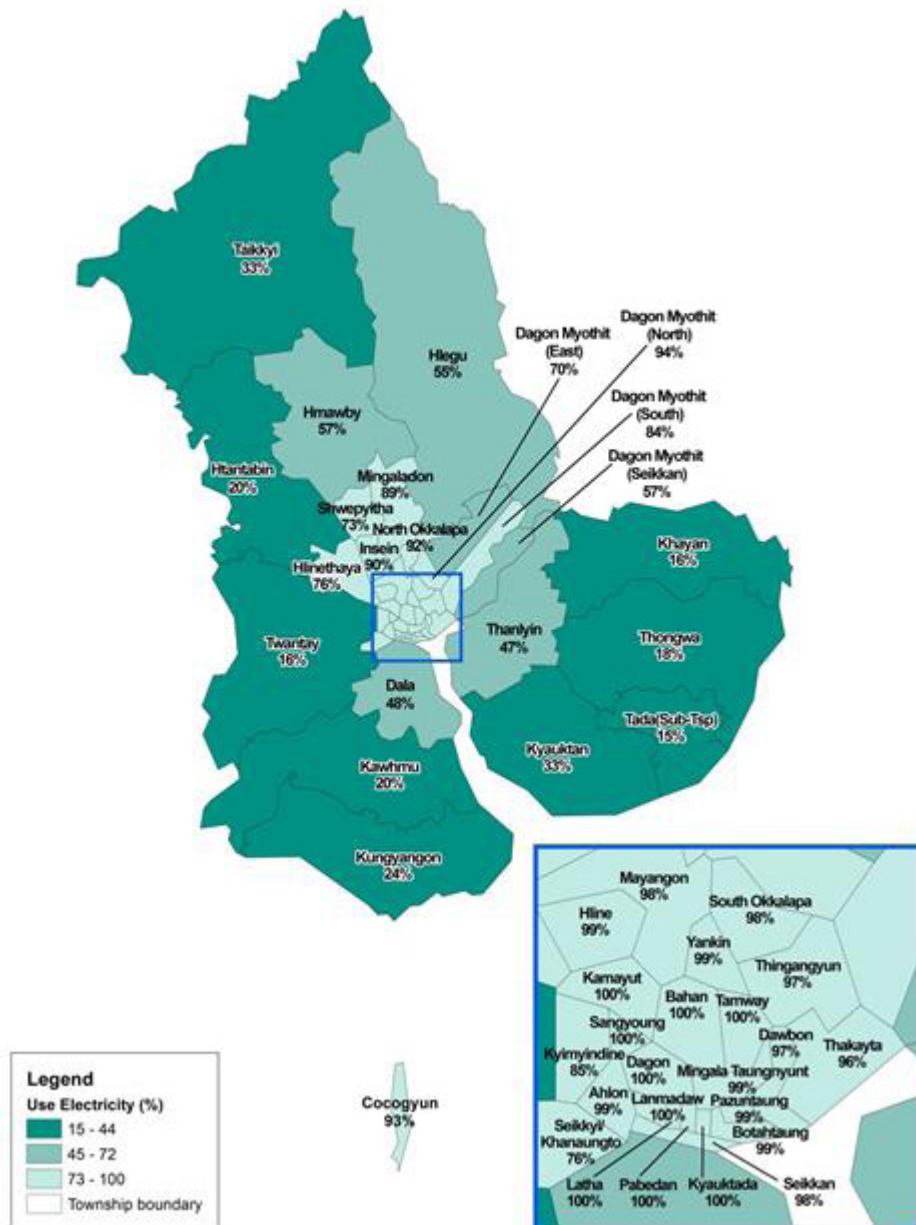 Taikkyi
33%
Hlegu
55%
Dagon Myothit
(East)
70%
Dagon Myothit
(North)
94%
Dagon Myothit
(South)
84%
Dagon Myothit
(Seikkan)
57%
Hmawby
57%
Htantabin
20%
Mingaladon
89%
Shwepyitha
73%
North Okkalapa
92%
Insein
90%
Hlinethaya
76%
Khayan
16%
Thongwa
18%
Thanlyin
47%
Twantay
16%
Dala
48%
Tada(Sub-Tsp)
15%
Kyauktan
33%
Kawhmu
20%
Kungyangon
24%
Cocogyun
93%
Mayangon
98%
South Okkalapa
98%
Hline
99%
Yankin
99%
Thingangyun
97%
Kamayut
100%
Bahan
100%
Tamway
100%
Sangyoung
100%
Dawbon
97%
Thakayta
96%
Kyimyindine
85%
Dagon
100%
Mingala Taungnyunt
99%
Ahlon
99%
Lanmadaw
100%
Pazuntaung
99%
Seikkyi/
Khanaungto
76%
Botahtaung
99%
Latha
100%
Pabedan
100%
Kyauktada
100%
Seikkan
98%
Legend
Use Electricity (%)
15 - 44
45 - 72
73 - 100
Township boundary